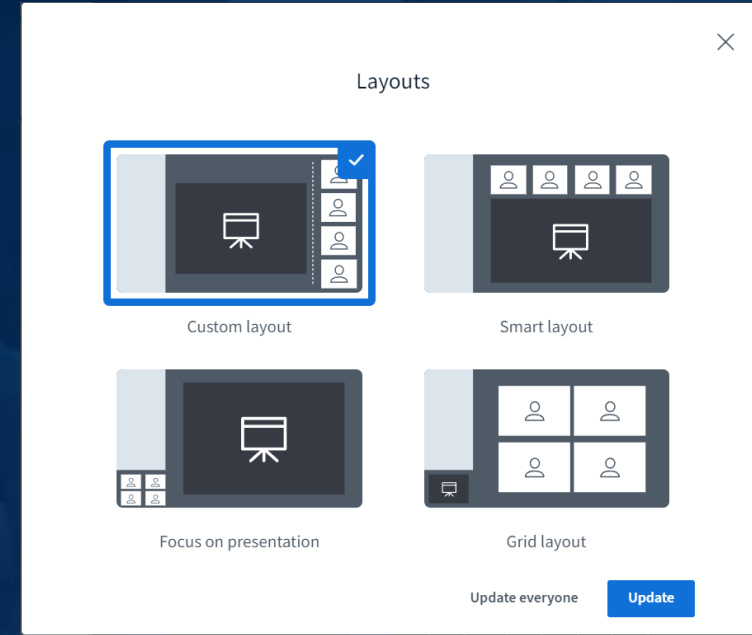 Layouts
Custom layout
Smart layout
Focus on presentation
Grid layout
Update everyone
Update